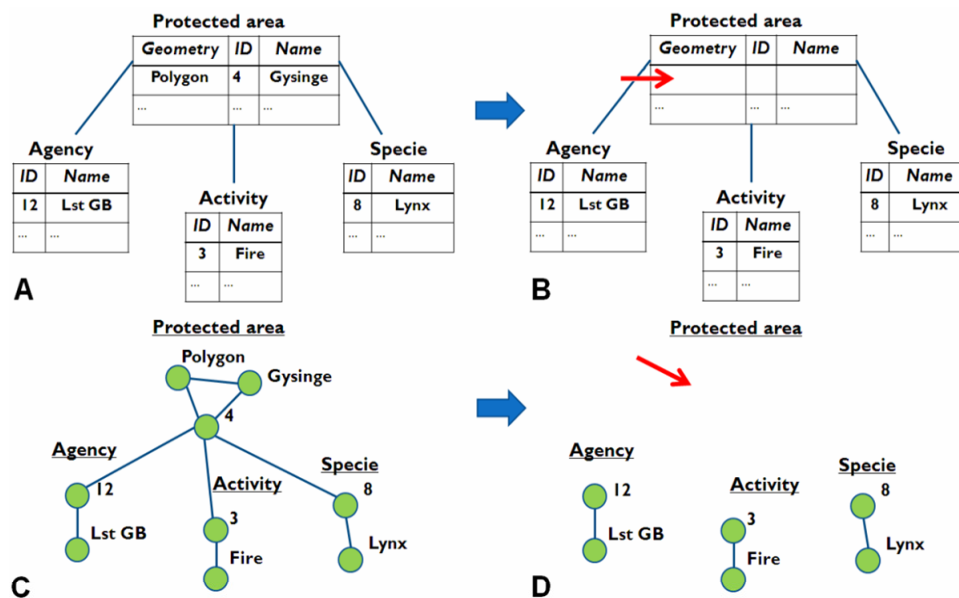 Protected area
Geometry ID Name
Polygon 4 Gysinge
... ... ...
Agency
ID Name
12 Lst GB
... ...
Activity
ID Name
3 Fire
... ...
Specie
ID Name
8 Lynx
... ...
A
Protected area
Geometry ID Name
... ... ...
Agency
ID Name
12 Lst GB
... ...
Activity
ID Name
3 Fire
... ...
Specie
ID Name
8 Lynx
... ...
B
Protected area
Polygon
Gysinge
4
Agency
12
Lst GB
Activity
3
Fire
Specie
8
Lynx
C
Protected area
Agency
12
Lst GB
Activity
3
Fire
Specie
8
Lynx
D